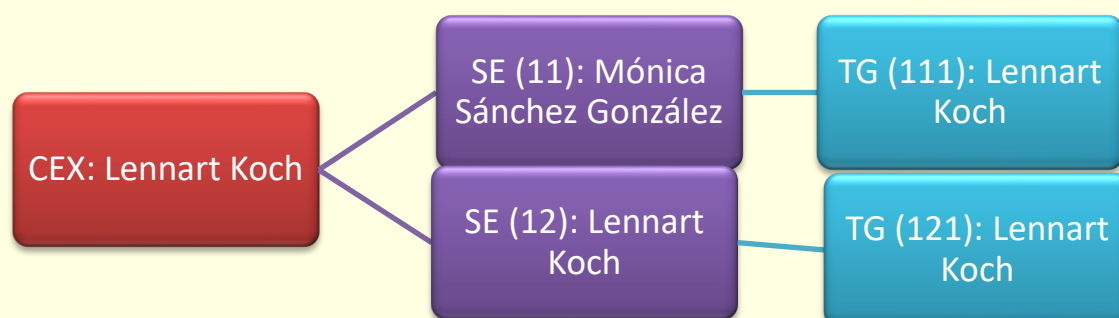 CEX: Lennart Koch
SE (11): Mónica
Sánchez González
TG (111): Lennart
Koch
SE (12): Lennart
Koch
TG (121): Lennart
Koch